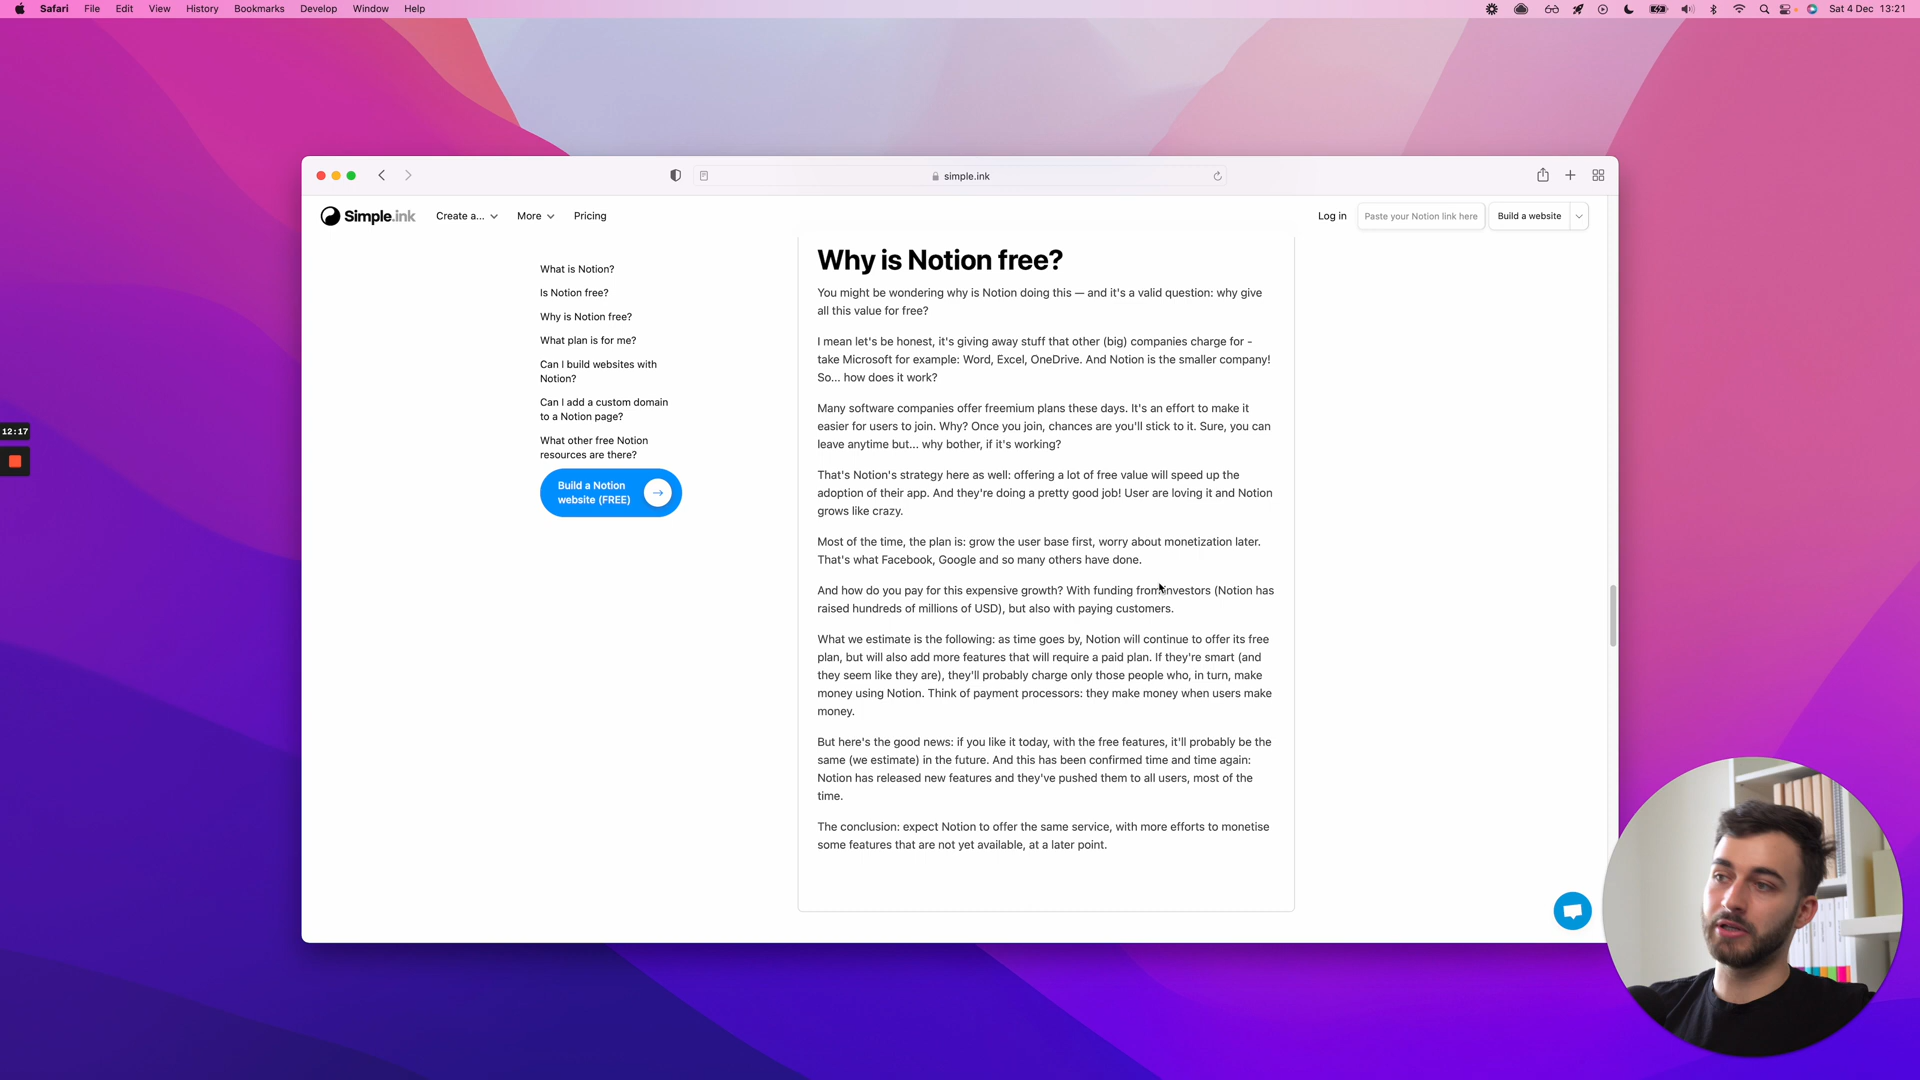 Safari File Edit View History Bookmarks Develop Window Help
Sat 4 Dec 13:21
simple.ink
Simple.ink Create a... More Pricing
Log in Paste your Notion link here Build a website
What is Notion?
Is Notion free?
Why is Notion free?
What plan is for me?
Can I build websites with
Notion?
Can I add a custom domain
to a Notion page?
What other free Notion
resources are there?
Build a Notion
website (FREE)
12:17
Why is Notion free?
You might be wondering why is Notion doing this — and it's a valid question: why give
all this value for free?
I mean let's be honest, it's giving away stuff that other (big) companies charge for -
take Microsoft for example: Word, Excel, OneDrive. And Notion is the smaller company!
So... how does it work?
Many software companies offer freemium plans these days. It's an effort to make it
easier for users to join. Why? Once you join, chances are you'll stick to it. Sure, you can
leave anytime but... why bother, if it's working?
That's Notion's strategy here as well: offering a lot of free value will speed up the
adoption of their app. And they're doing a pretty good job! User are loving it and Notion
grows like crazy.
Most of the time, the plan is: grow the user base first, worry about monetization later.
That's what Facebook, Google and so many others have done.
And how do you pay for this expensive growth? With funding from investors (Notion has
raised hundreds of millions of USD), but also with paying customers.
What we estimate is the following: as time goes by, Notion will continue to offer its free
plan, but will also add more features that will require a paid plan. If they're smart (and
they seem like they are), they'll probably charge only those people who, in turn, make
money using Notion. Think of payment processors: they make money when users make
money.
But here's the good news: if you like it today, with the free features, it'll probably be the
same (we estimate) in the future. And this has been confirmed time and time again:
Notion has released new features and they've pushed them to all users, most of the
time.
The conclusion: expect Notion to offer the same service, with more efforts to monetise
some features that are not yet available, at a later point.